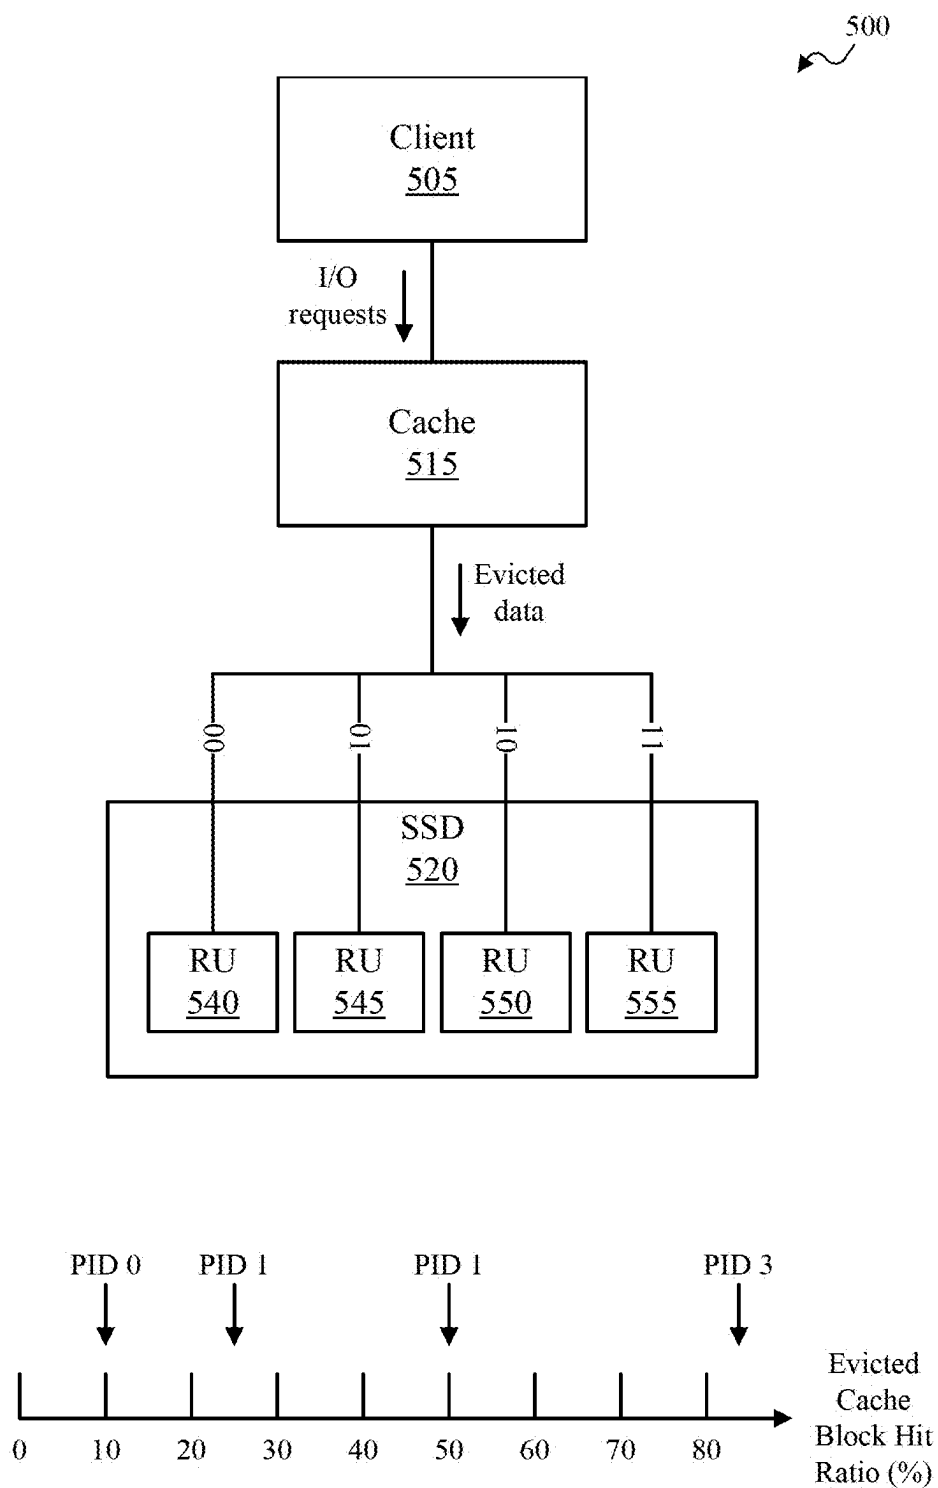 500
Client
505
I/O
requests
Cache
515
Evicted
data
00 01 10 11
SSD
520
RU RU RU RU
540 545 550 555
PID 0 PID 1 PID 1 PID 3
Evicted
Cache
Block Hit
Ratio (%)
0 10 20 30 40 50 60 70 80